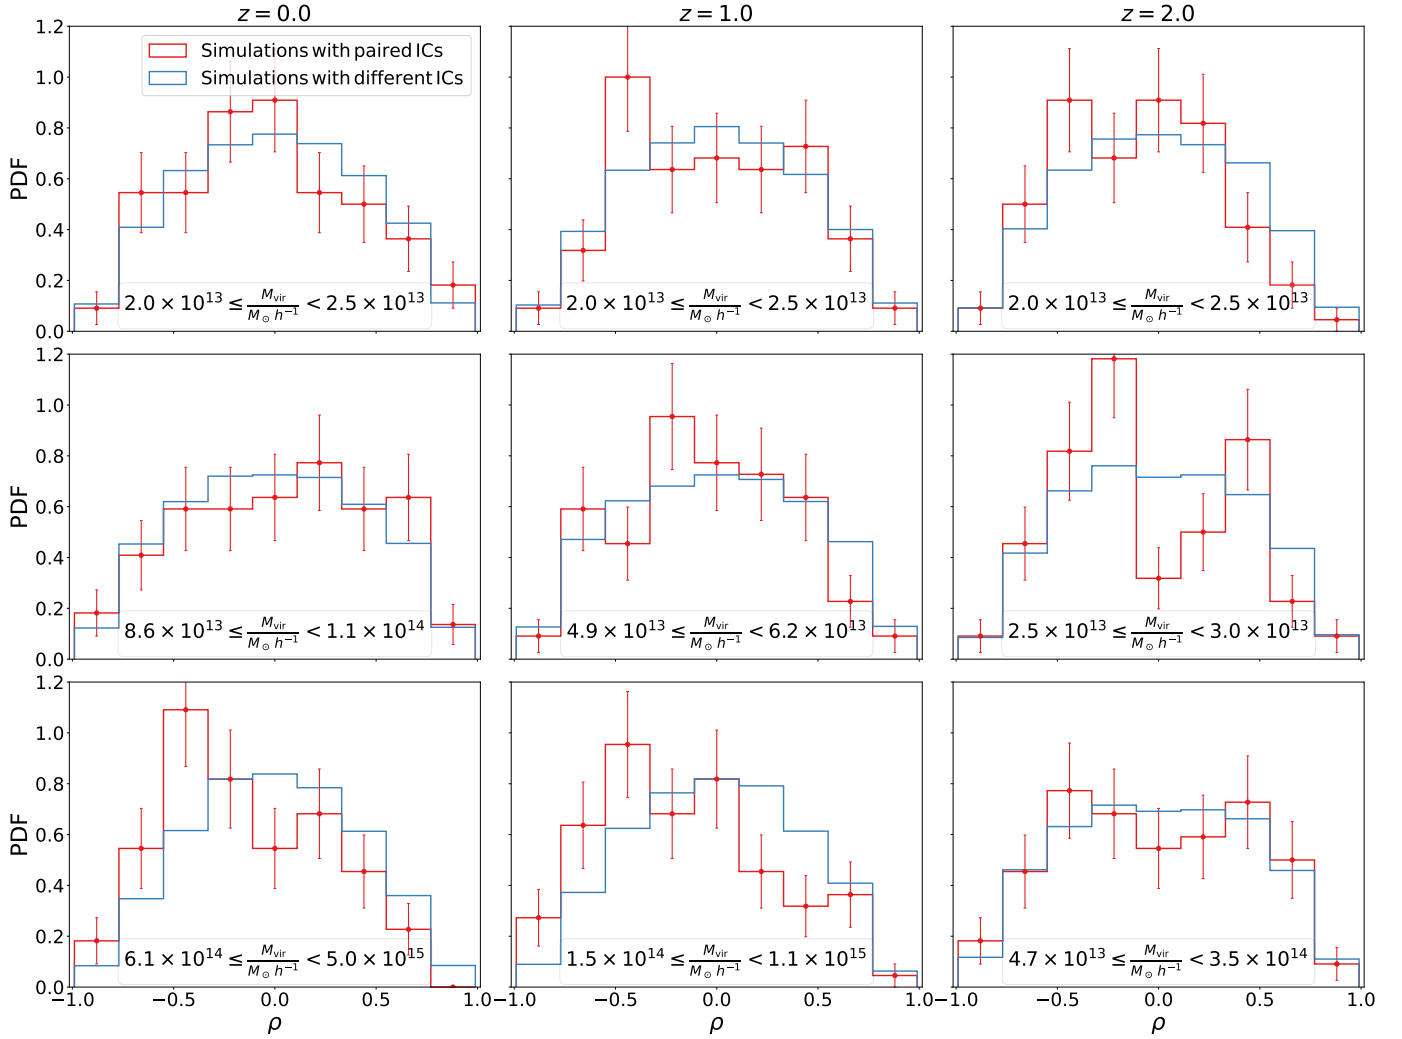 z = 0.0
z = 1.0
z = 2.0
1.2
1.0
0.8
0.6
0.4
0.2
0.0
PDF
Simulations with paired ICs
Simulations with different ICs
2.0 × 10^13 ≤ M_vir / M_⊙ h^−1 < 2.5 × 10^13
2.0 × 10^13 ≤ M_vir / M_⊙ h^−1 < 2.5 × 10^13
2.0 × 10^13 ≤ M_vir / M_⊙ h^−1 < 2.5 × 10^13
1.2
1.0
0.8
0.6
0.4
0.2
0.0
PDF
8.6 × 10^13 ≤ M_vir / M_⊙ h^−1 < 1.1 × 10^14
4.9 × 10^13 ≤ M_vir / M_⊙ h^−1 < 6.2 × 10^13
2.5 × 10^13 ≤ M_vir / M_⊙ h^−1 < 3.0 × 10^13
1.2
1.0
0.8
0.6
0.4
0.2
0.0
PDF
6.1 × 10^14 ≤ M_vir / M_⊙ h^−1 < 5.0 × 10^15
1.5 × 10^14 ≤ M_vir / M_⊙ h^−1 < 1.1 × 10^15
4.7 × 10^13 ≤ M_vir / M_⊙ h^−1 < 3.5 × 10^14
−1.0 −0.5 0.0 0.5 1.0
−1.0 −0.5 0.0 0.5 1.0
−1.0 −0.5 0.0 0.5 1.0
ρ
ρ
ρ